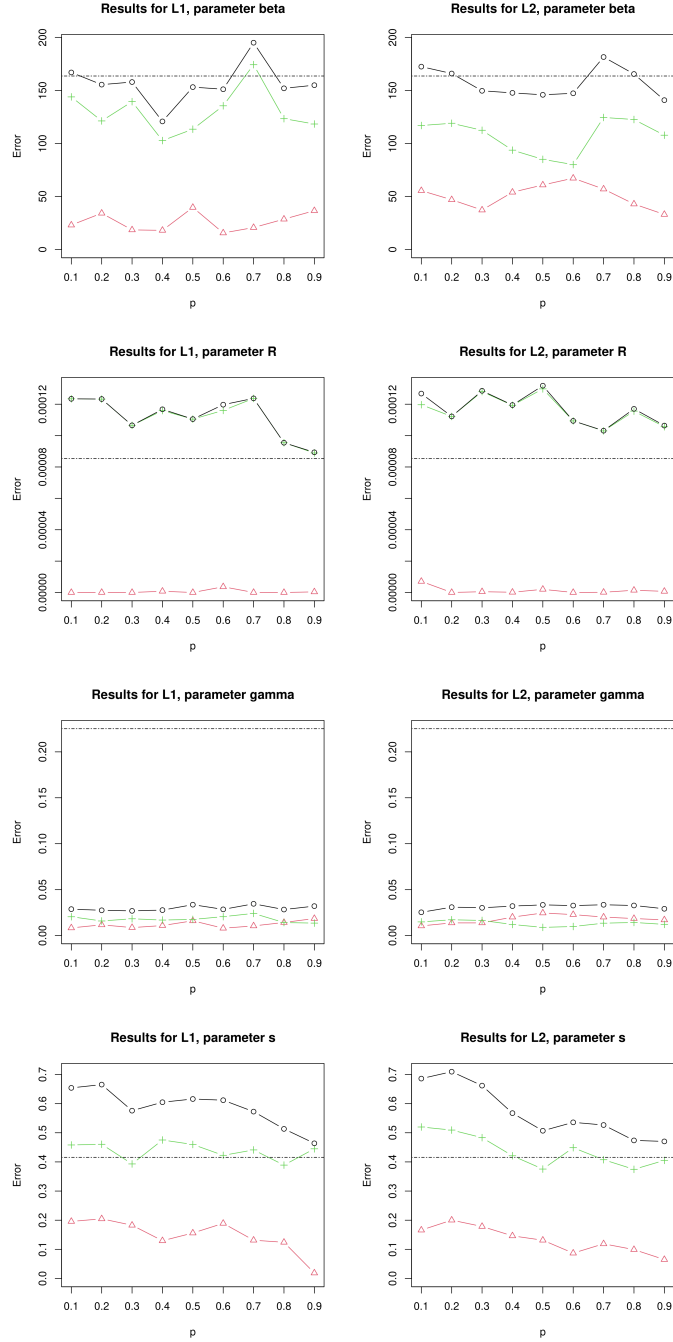 Results for L1, parameter beta
Error
0
50
100
150
200
0.1 0.2 0.3 0.4 0.5 0.6 0.7 0.8 0.9
p
Results for L2, parameter beta
Error
0
50
100
150
200
0.1 0.2 0.3 0.4 0.5 0.6 0.7 0.8 0.9
p
Results for L1, parameter R
Error
0.00000
0.00004
0.00008
0.00012
0.1 0.2 0.3 0.4 0.5 0.6 0.7 0.8 0.9
p
Results for L2, parameter R
Error
0.00000
0.00004
0.00008
0.00012
0.1 0.2 0.3 0.4 0.5 0.6 0.7 0.8 0.9
p
Results for L1, parameter gamma
Error
0.00
0.05
0.10
0.15
0.20
0.1 0.2 0.3 0.4 0.5 0.6 0.7 0.8 0.9
p
Results for L2, parameter gamma
Error
0.00
0.05
0.10
0.15
0.20
0.1 0.2 0.3 0.4 0.5 0.6 0.7 0.8 0.9
p
Results for L1, parameter s
Error
0.0
0.1
0.2
0.3
0.4
0.5
0.6
0.7
0.1 0.2 0.3 0.4 0.5 0.6 0.7 0.8 0.9
p
Results for L2, parameter s
Error
0.0
0.1
0.2
0.3
0.4
0.5
0.6
0.7
0.1 0.2 0.3 0.4 0.5 0.6 0.7 0.8 0.9
p